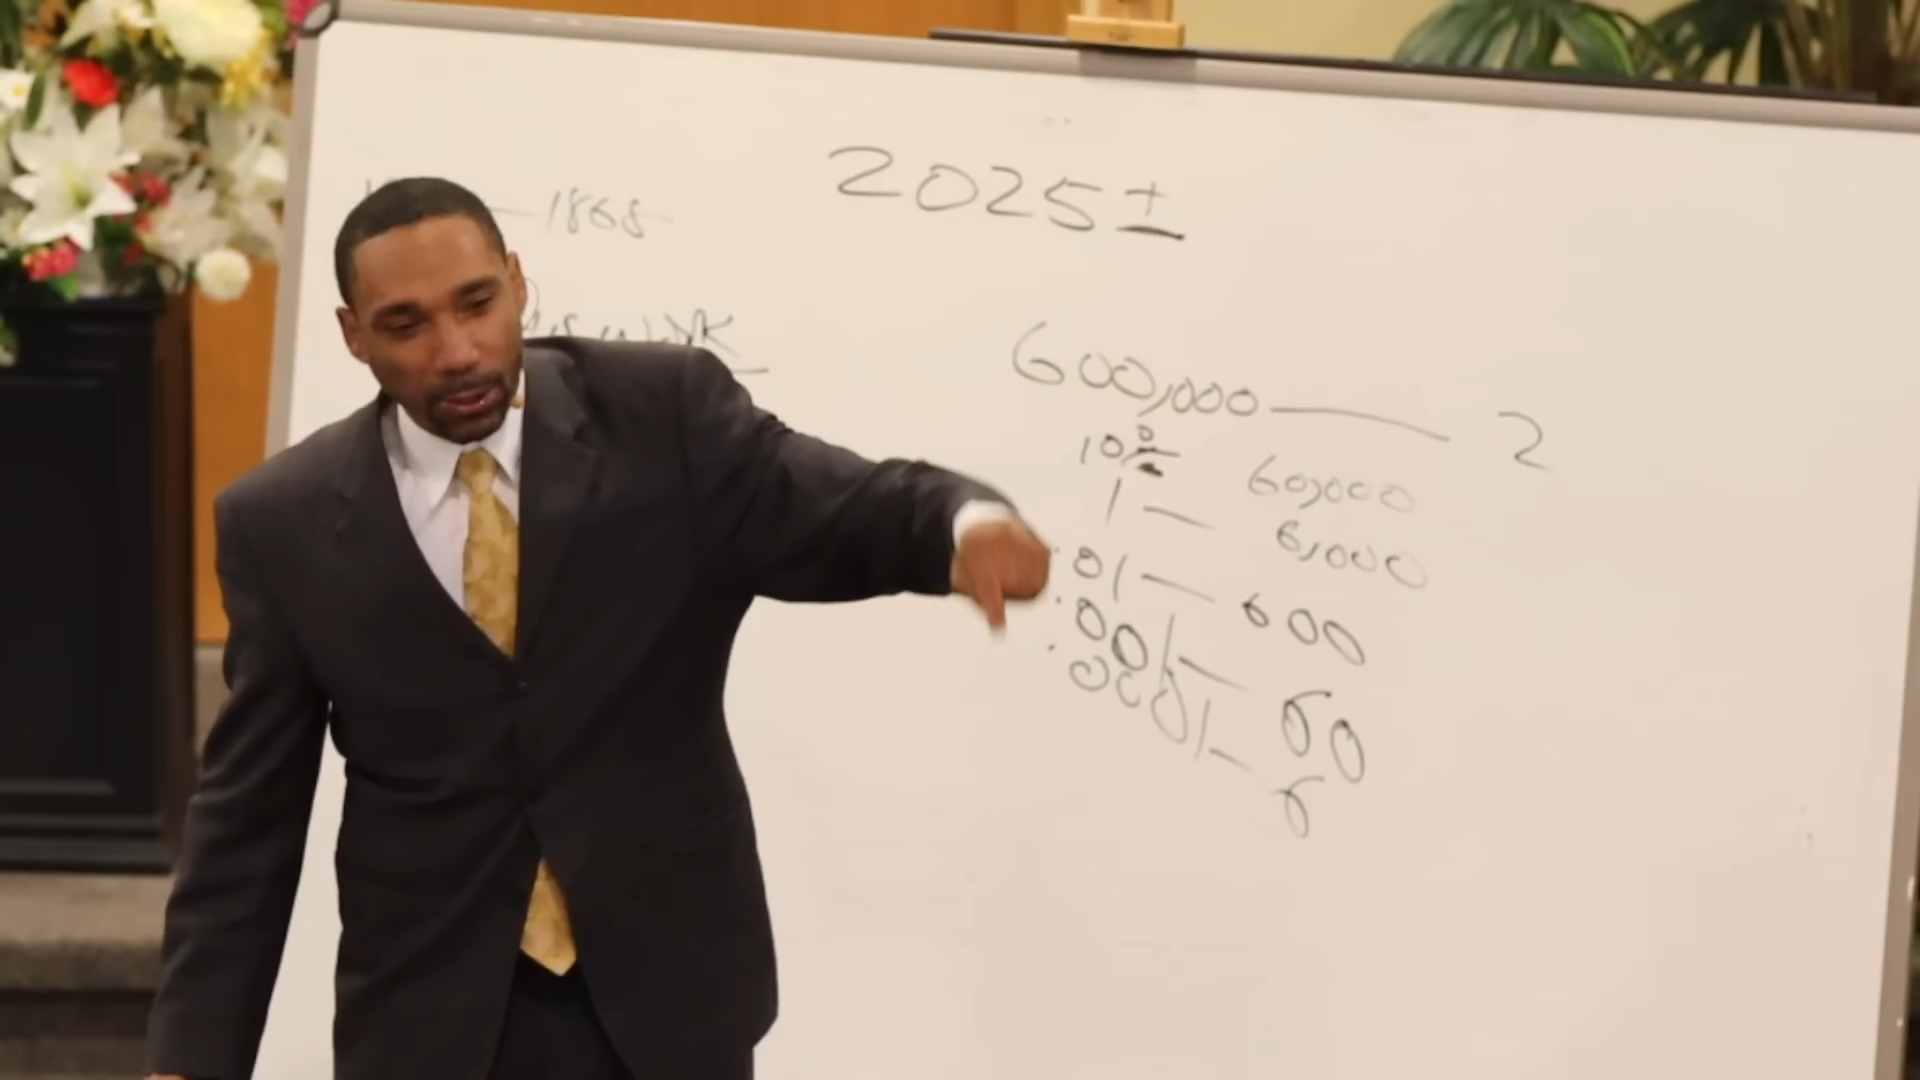 2025±
1868
600,000 — 2
10% 60,000
1 — 6,000
.01 — 600
.001 — 60
.0001 — 6